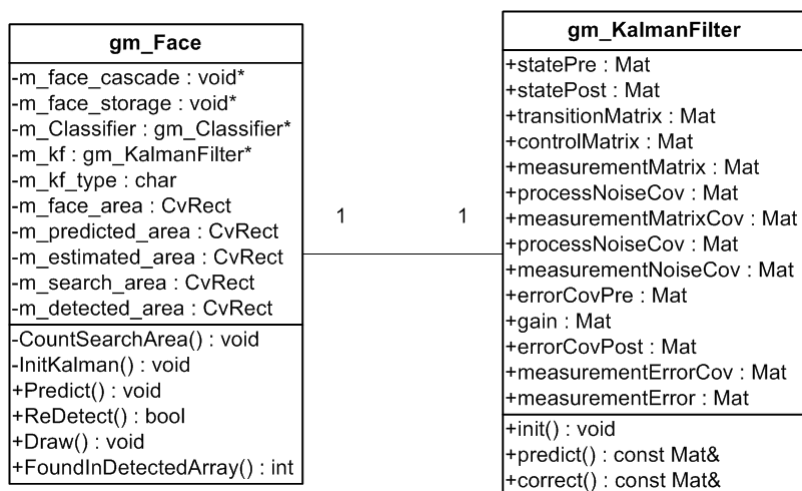 gm_Face
-m_face_cascade : void*
-m_face_storage : void*
-m_Classifier : gm_Classifier*
-m_kf : gm_KalmanFilter*
-m_kf_type : char
-m_face_area : CvRect
-m_predicted_area : CvRect
-m_estimated_area : CvRect
-m_search_area : CvRect
-m_detected_area : CvRect
-CountSearchArea() : void
-InitKalman() : void
+Predict() : void
+ReDetect() : bool
+Draw() : void
+FoundInDetectedArray() : int
1
1
gm_KalmanFilter
+statePre : Mat
+statePost : Mat
+transitionMatrix : Mat
+controlMatrix : Mat
+measurementMatrix : Mat
+processNoiseCov : Mat
+measurementMatrixCov : Mat
+processNoiseCov : Mat
+measurementNoiseCov : Mat
+errorCovPre : Mat
+gain : Mat
+errorCovPost : Mat
+measurementErrorCov : Mat
+measurementError : Mat
+init() : void
+predict() : const Mat&
+correct() : const Mat&